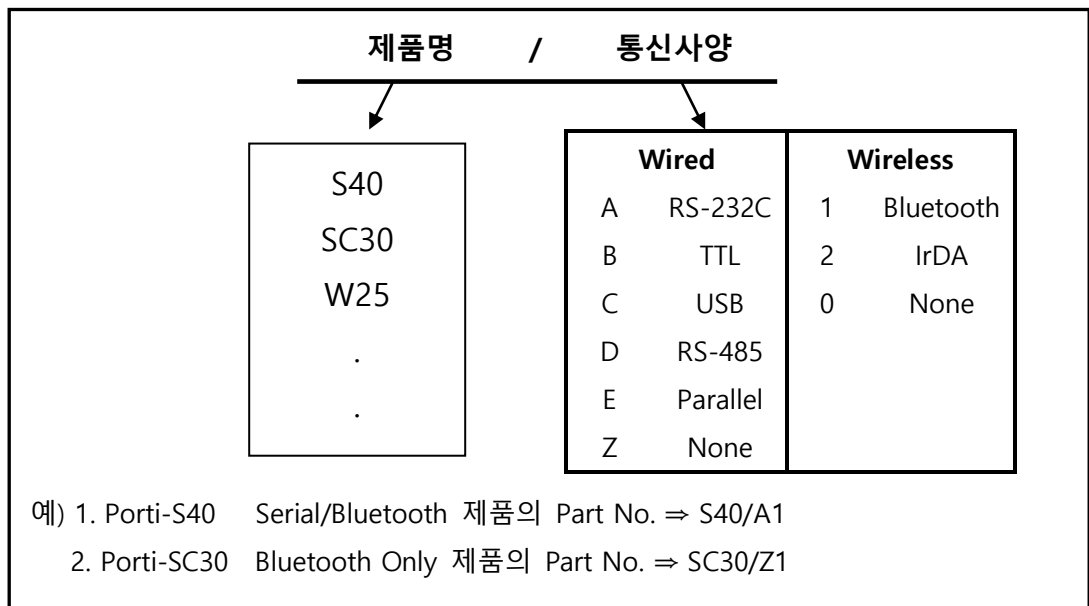 제품명 / 통신사양
S40
SC30
W25
.
.
Wired Wireless
A RS-232C 1 Bluetooth
B TTL 2 IrDA
C USB 0 None
D RS-485
E Parallel
Z None
예) 1. Porti-S40 Serial/Bluetooth 제품의 Part No. ⇒ S40/A1
2. Porti-SC30 Bluetooth Only 제품의 Part No. ⇒ SC30/Z1